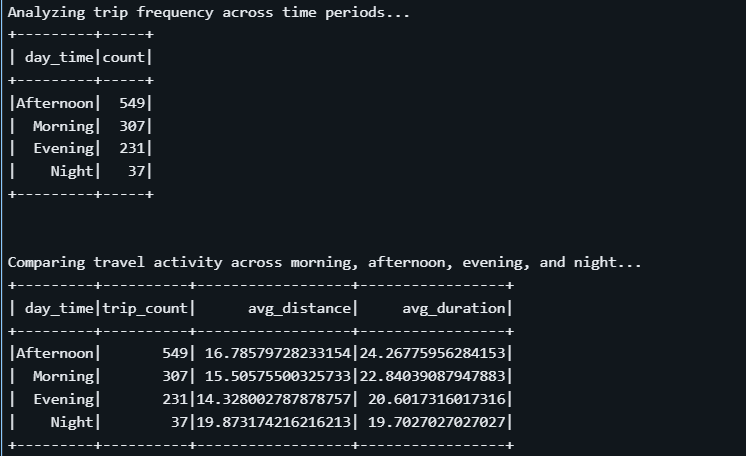 Analyzing trip frequency across time periods...
+---------+-----+
| day_time|count|
+---------+-----+
|Afternoon|  549|
|  Morning|  307|
|  Evening|  231|
|    Night|   37|
+---------+-----+
Comparing travel activity across morning, afternoon, evening, and night...
+---------+----------+------------------+-----------------+
| day_time|trip_count|      avg_distance|     avg_duration|
+---------+----------+------------------+-----------------+
|Afternoon|       549| 16.78579728233154|24.26775956284153|
|  Morning|       307| 15.50575500325733|22.84039087947883|
|  Evening|       231|14.328002787878757| 20.6017316017316|
|    Night|        37|19.873174216216213| 19.7027027027027|
+---------+----------+------------------+-----------------+